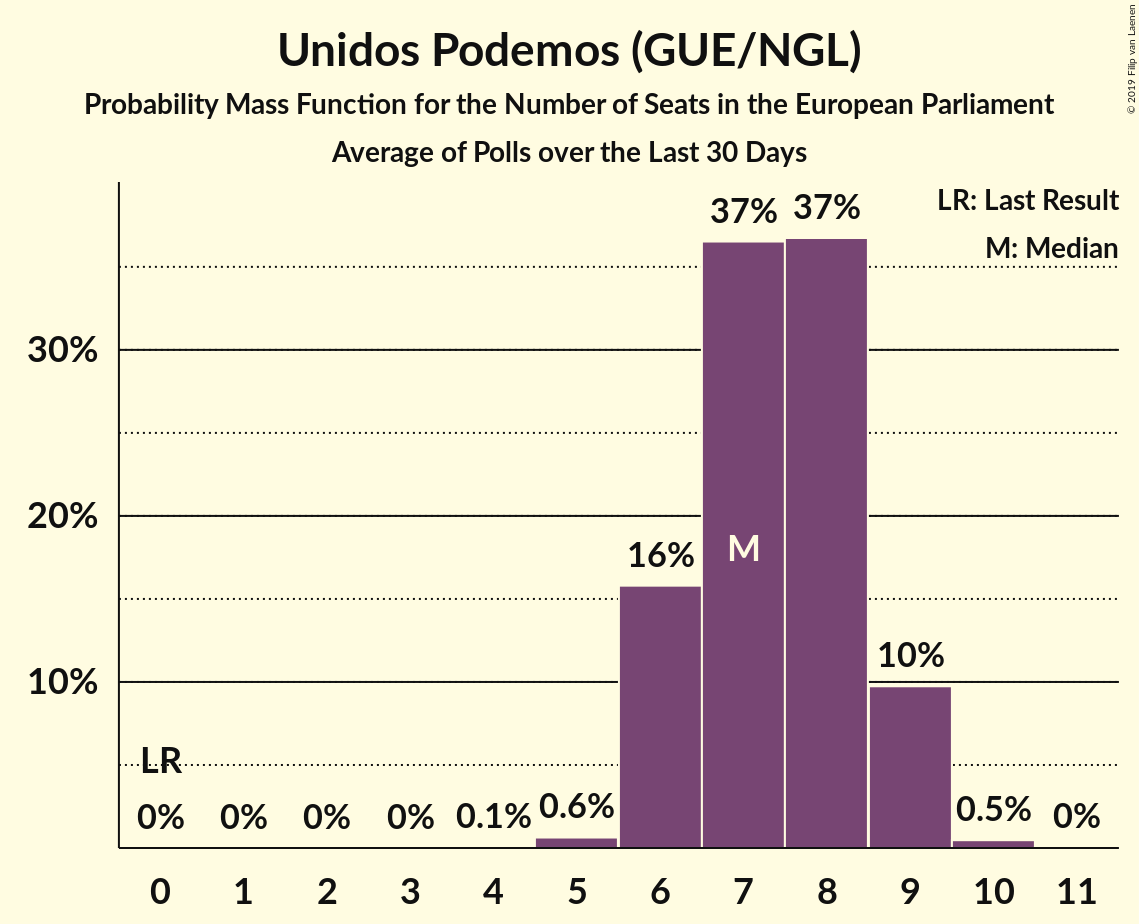 Unidos Podemos (GUE/NGL)
Probability Mass Function for the Number of Seats in the European Parliament
Average of Polls over the Last 30 Days
© 2019 Filip van Laenen
LR: Last Result
M: Median
37% 37%
30%
20%
16%
M
10%
10%
LR
0% 0% 0% 0% 0.1% 0.6% 0.5% 0%
0 1 2 3 4 5 6 7 8 9 10 11